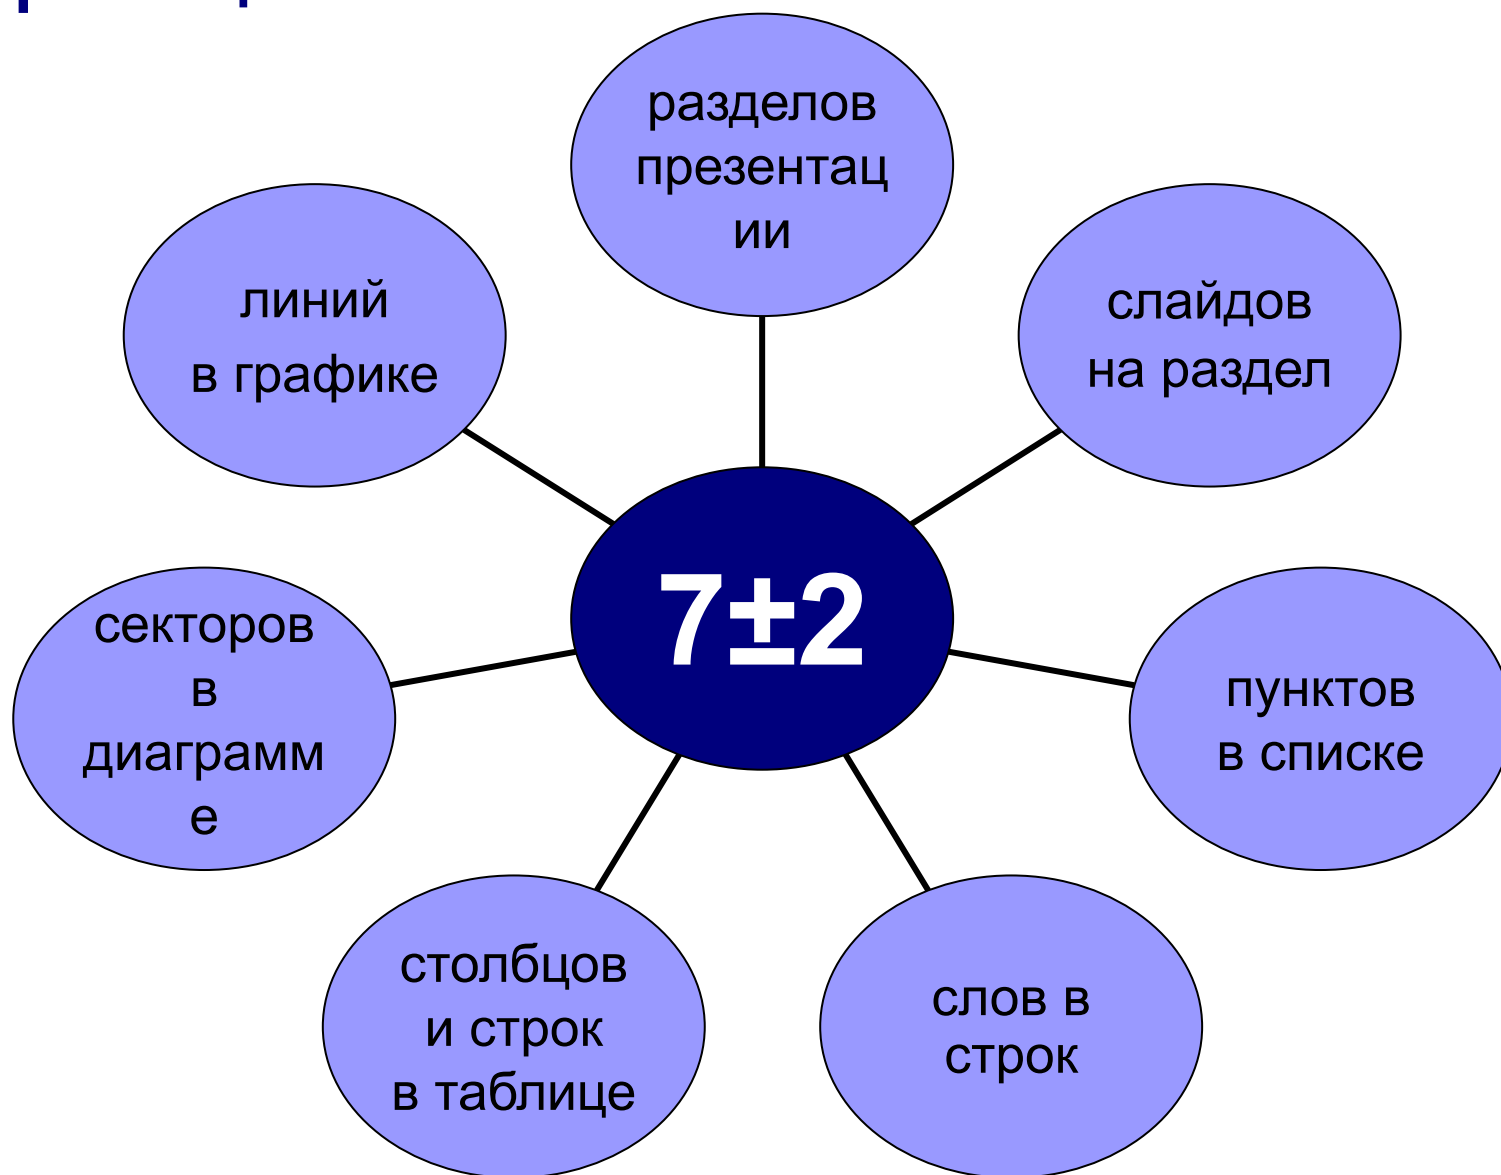 разделов
презентац
ии
линий
в графике
слайдов
на раздел
7±2
секторов
в
диаграмм
е
пунктов
в списке
столбцов
и строк
в таблице
слов в
строк